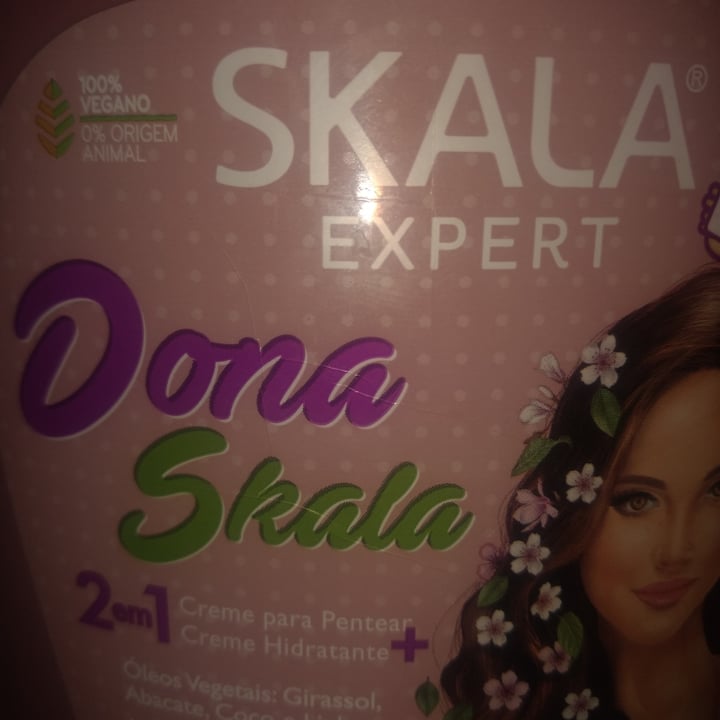 100%
VEGANO
0% ORIGEM
ANIMAL
SKALA®
EXPERT
Dona
Skala
2em1 Creme para Pentear
Creme Hidratante +
Óleos Vegetais: Girassol,
Abacate, Coco e